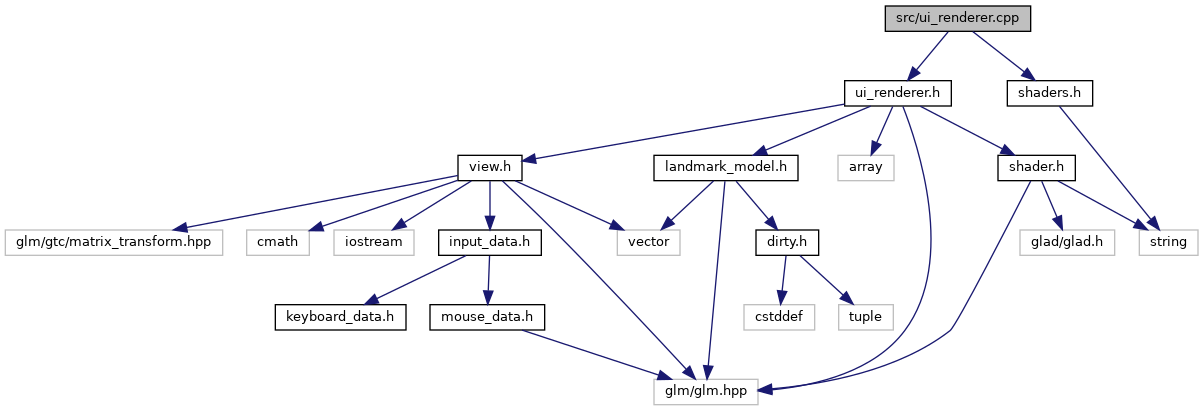 src/ui_renderer.cpp
ui_renderer.h
shaders.h
view.h
landmark_model.h
array
shader.h
glm/gtc/matrix_transform.hpp
cmath
iostream
input_data.h
vector
dirty.h
glad/glad.h
string
keyboard_data.h
mouse_data.h
cstddef
tuple
glm/glm.hpp